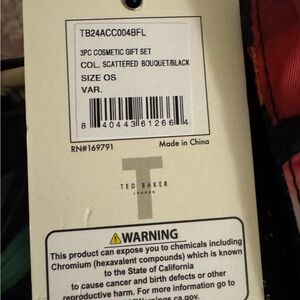 TB24ACC004BFL
3PC COSMETIC GIFT SET
COL. SCATTERED BOUQUET/BLACK
SIZE OS
VAR.
8 40443 61266 4
RN#169791 Made in China
T
TED BAKER
LONDON
⚠WARNING
This product can expose you to chemicals including
Chromium (hexavalent compounds) which is known
to the State of California
to cause cancer and birth defects or other
reproductive harm. For more information go to
ings.ca.gov